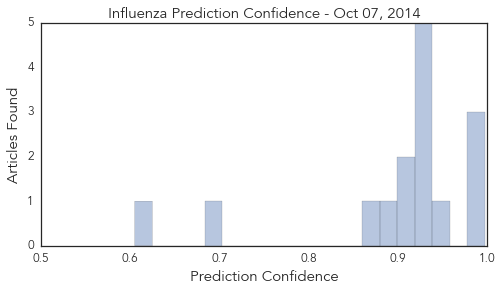 Influenza Prediction Confidence - Oct 07, 2014
Articles Found
5
4
3
2
1
0
0.5 0.6 0.7 0.8 0.9 1.0
Prediction Confidence